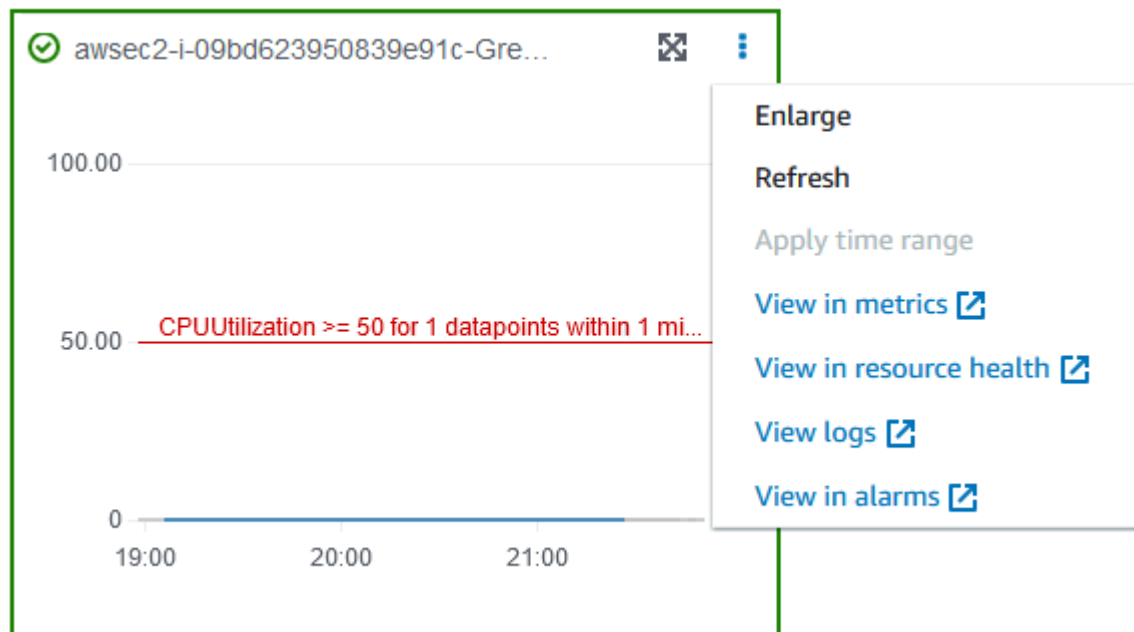 awsec2-i-09bd623950839e91c-Gre...
Enlarge
Refresh
Apply time range
View in metrics
View in resource health
View logs
View in alarms
100.00
CPUUtilization >= 50 for 1 datapoints within 1 mi...
50.00
0
19:00 20:00 21:00